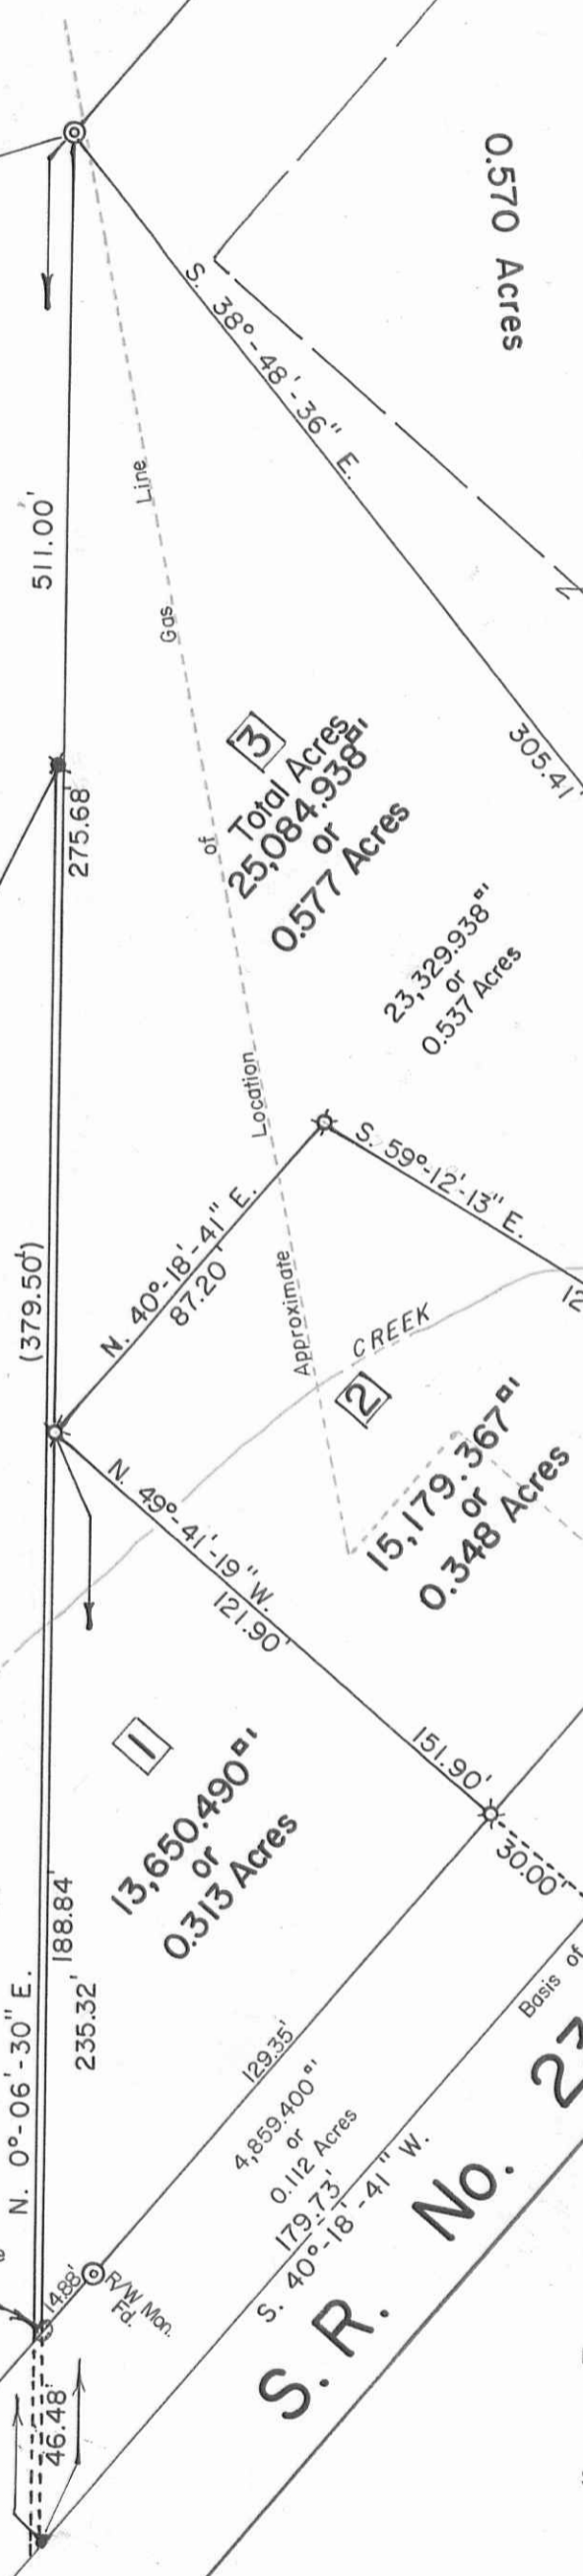 0.570 Acres
S. 38°-48'-36" E.
305.41
511.00'
Line
Gas
of
Location
Approximate
3
Total Acres
25,084.938□'
or
0.577 Acres
275.68'
23,329.938□'
or
0.537 Acres
S. 59°-12'-13" E.
12
N. 40°-18'-41" E.
87.20'
(379.50')
CREEK
2
15,179.367□'
or
0.348 Acres
N. 49°-41'-19" W.
121.90'
151.90'
30.00'
1
13,650.490□'
or
0.313 Acres
188.84'
235.32'
N. 0°-06'-30" E.
129.35'
4,859.400□'
or
0.112 Acres
179.73'
S. 40°-18'-41" W.
Basis of
S. R. No. 27
14.88'
R/W Mon.
Fd.
46.48'